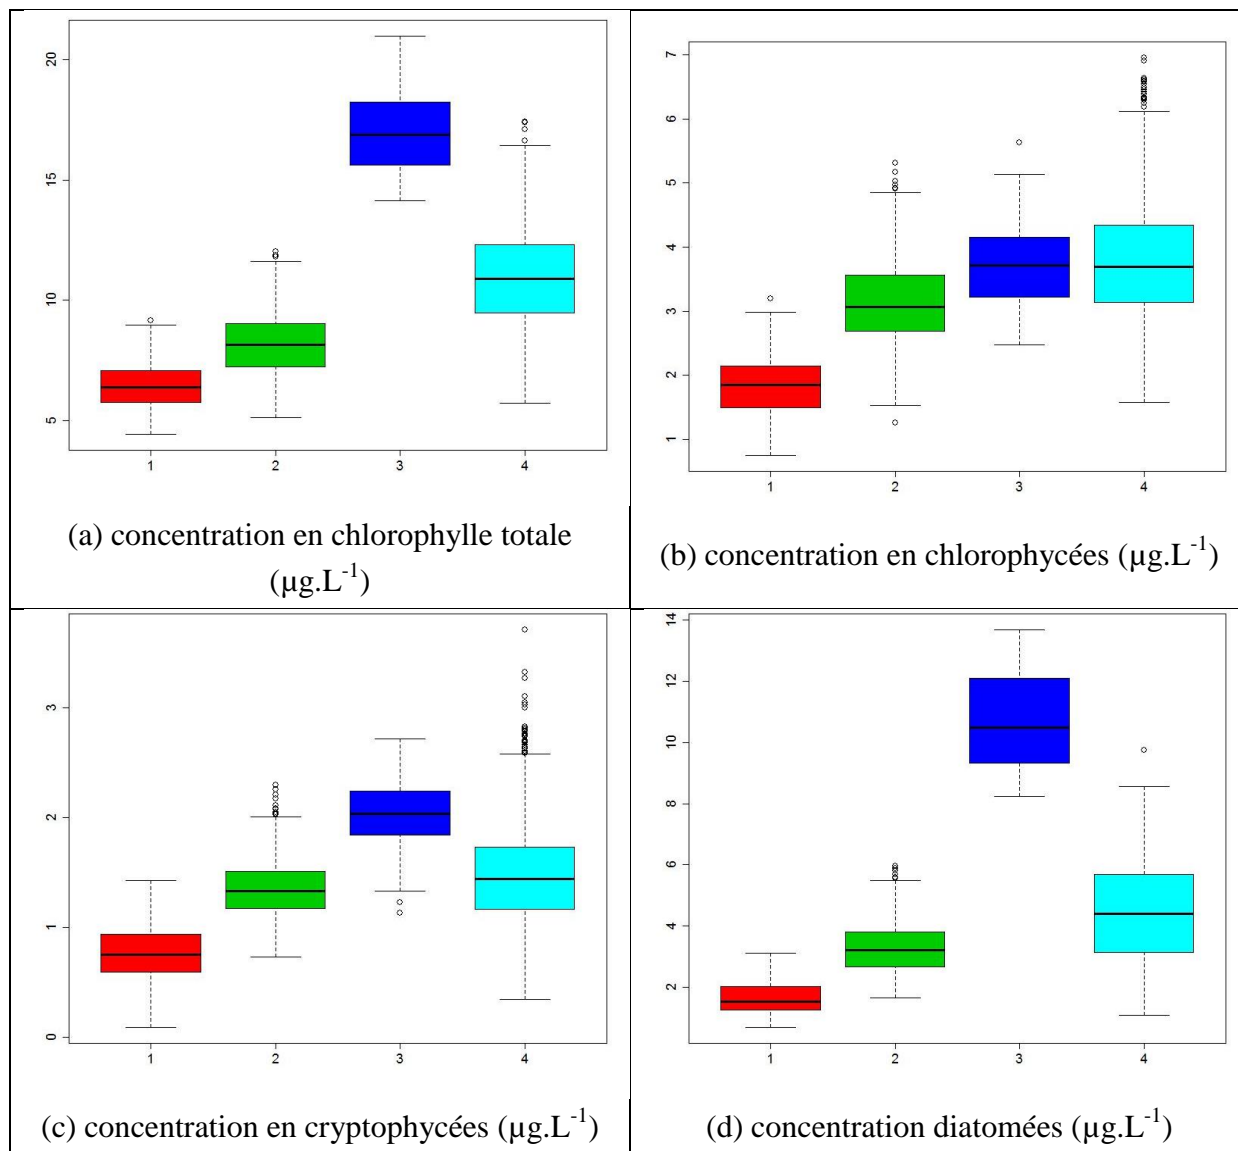 20
15
10
5
1 2 3 4
(a) concentration en chlorophylle totale
(µg.L⁻¹)
7
6
5
4
3
2
1
1 2 3 4
(b) concentration en chlorophycées (µg.L⁻¹)
3
2
1
0
1 2 3 4
(c) concentration en cryptophycées (µg.L⁻¹)
14
12
10
8
6
4
2
1 2 3 4
(d) concentration diatomées (µg.L⁻¹)